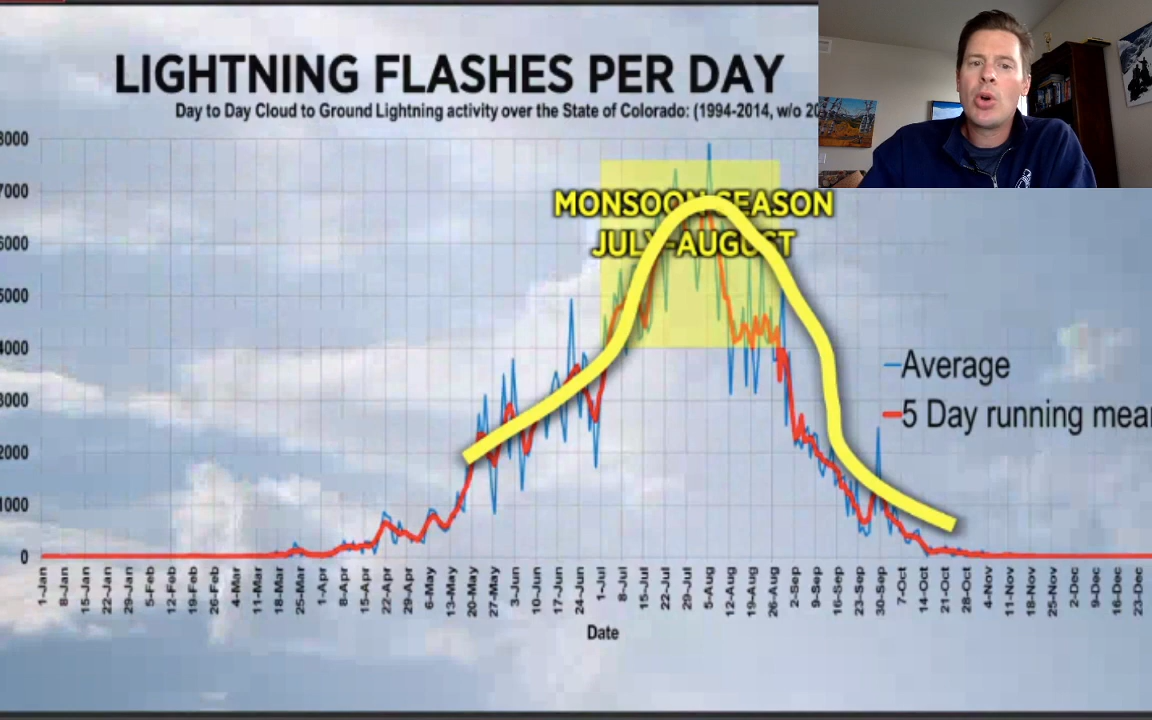 LIGHTNING FLASHES PER DAY
Day to Day Cloud to Ground Lightning activity over the State of Colorado: (1994-2014, w/o 20
8000
7000
6000
5000
4000
3000
2000
1000
0
MONSOON SEASON
JULY-AUGUST
Average
5 Day running mea
1-Jan
8-Jan
15-Jan
22-Jan
29-Jan
5-Feb
12-Feb
19-Feb
26-Feb
4-Mar
11-Mar
18-Mar
25-Mar
1-Apr
8-Apr
15-Apr
22-Apr
29-Apr
6-May
13-May
20-May
27-May
3-Jun
10-Jun
17-Jun
24-Jun
1-Jul
8-Jul
15-Jul
22-Jul
29-Jul
5-Aug
12-Aug
19-Aug
26-Aug
2-Sep
9-Sep
16-Sep
23-Sep
30-Sep
7-Oct
14-Oct
21-Oct
28-Oct
4-Nov
11-Nov
18-Nov
25-Nov
2-Dec
9-Dec
16-Dec
23-Dec
Date